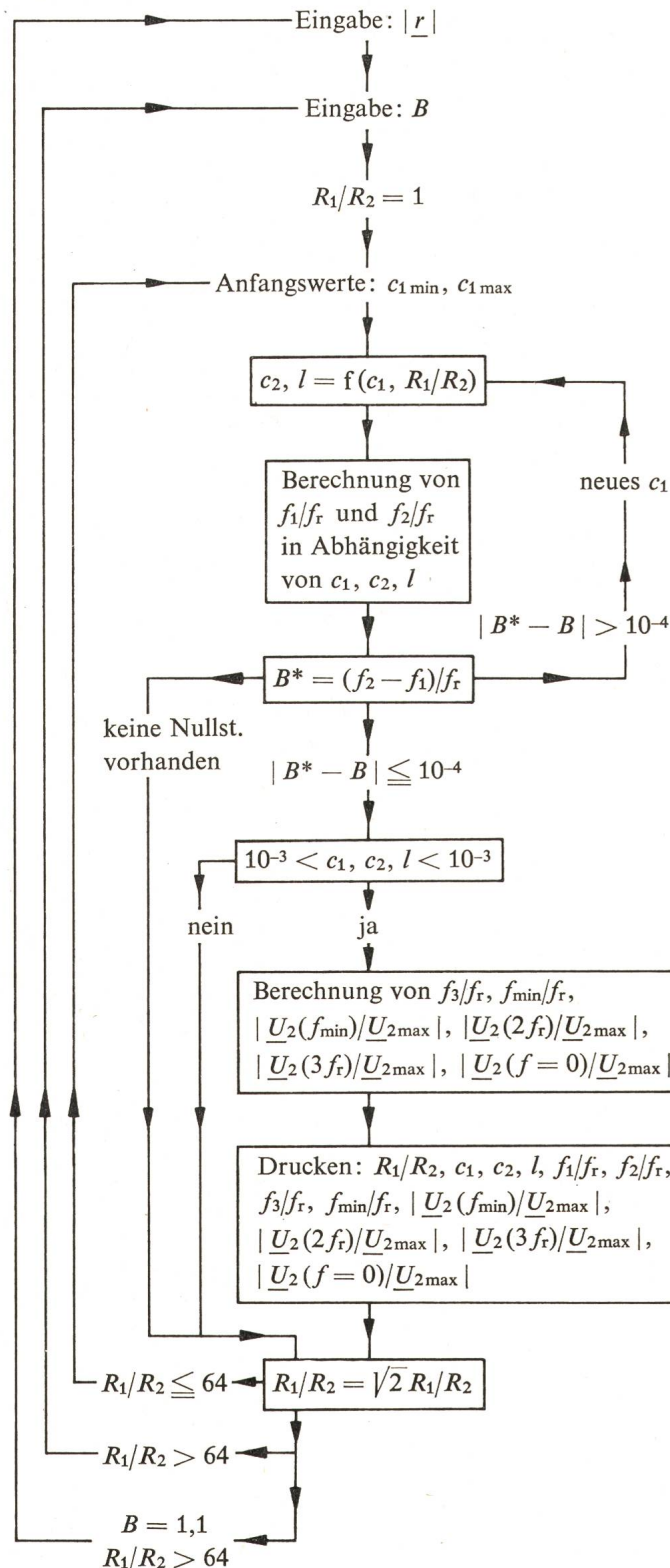 Eingabe: |r|
Eingabe: B
R₁/R₂ = 1
Anfangswerte: c₁ min, c₁ max
c₂, l = f (c₁, R₁/R₂)
Berechnung von
f₁/fᵣ und f₂/fᵣ
in Abhängigkeit
von c₁, c₂, l
neues c₁
| B* − B | > 10⁻⁴
B* = (f₂ − f₁)/fᵣ
keine Nullst.
vorhanden
| B* − B | ≦ 10⁻⁴
10⁻³ < c₁, c₂, l < 10⁻³
nein
ja
Berechnung von f₃/fᵣ, fmin/fᵣ,
| U₂(fmin)/U₂max |, |U₂(2fᵣ)/U₂max |,
| U₂(3fᵣ)/U₂max |, | U₂(f = 0)/U₂max |
Drucken: R₁/R₂, c₁, c₂, l, f₁/fᵣ, f₂/fᵣ,
f₃/fᵣ, fmin/fᵣ, | U₂(fmin)/U₂max |,
| U₂(2fᵣ)/U₂max |, | U₂(3fᵣ)/U₂max |,
| U₂(f = 0)/U₂max |
R₁/R₂ ≦ 64
R₁/R₂ = √2 R₁/R₂
R₁/R₂ > 64
B = 1,1
R₁/R₂ > 64